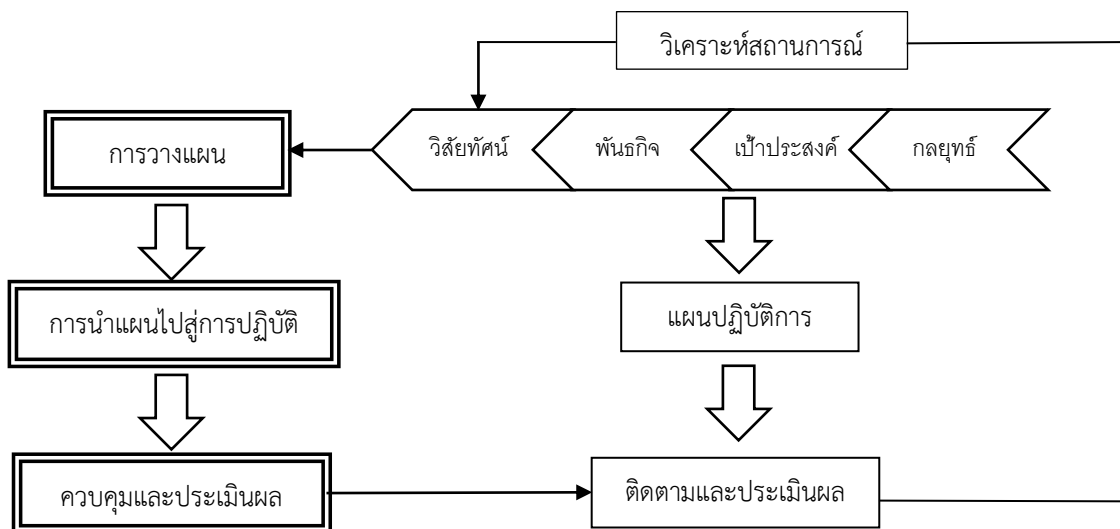 วิเคราะห์สถานการณ์
การวางแผน
วิสัยทัศน์
พันธกิจ
เป้าประสงค์
กลยุทธ์
การนำแผนไปสู่การปฏิบัติ
แผนปฏิบัติการ
ควบคุมและประเมินผล
ติดตามและประเมินผล